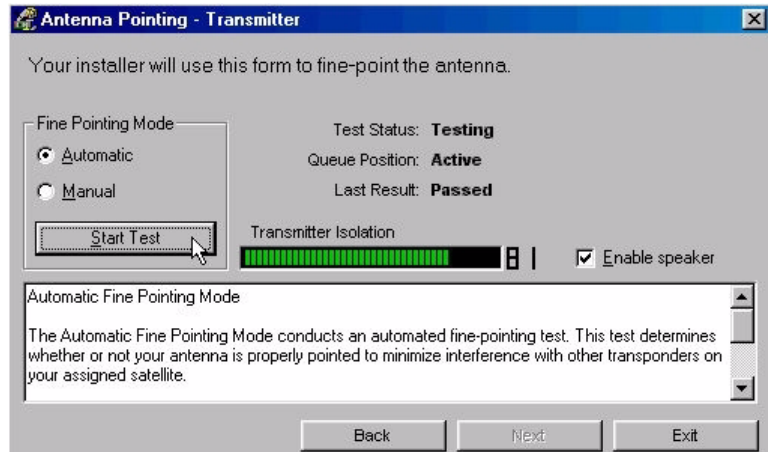 Antenna Pointing - Transmitter
Your installer will use this form to fine-point the antenna.
Fine Pointing Mode
Automatic
Manual
Start Test
Test Status: Testing
Queue Position: Active
Last Result: Passed
Transmitter Isolation
81
Enable speaker
Automatic Fine Pointing Mode
The Automatic Fine Pointing Mode conducts an automated fine-pointing test. This test determines
whether or not your antenna is properly pointed to minimize interference with other transponders on
your assigned satellite.
Back
Next
Exit